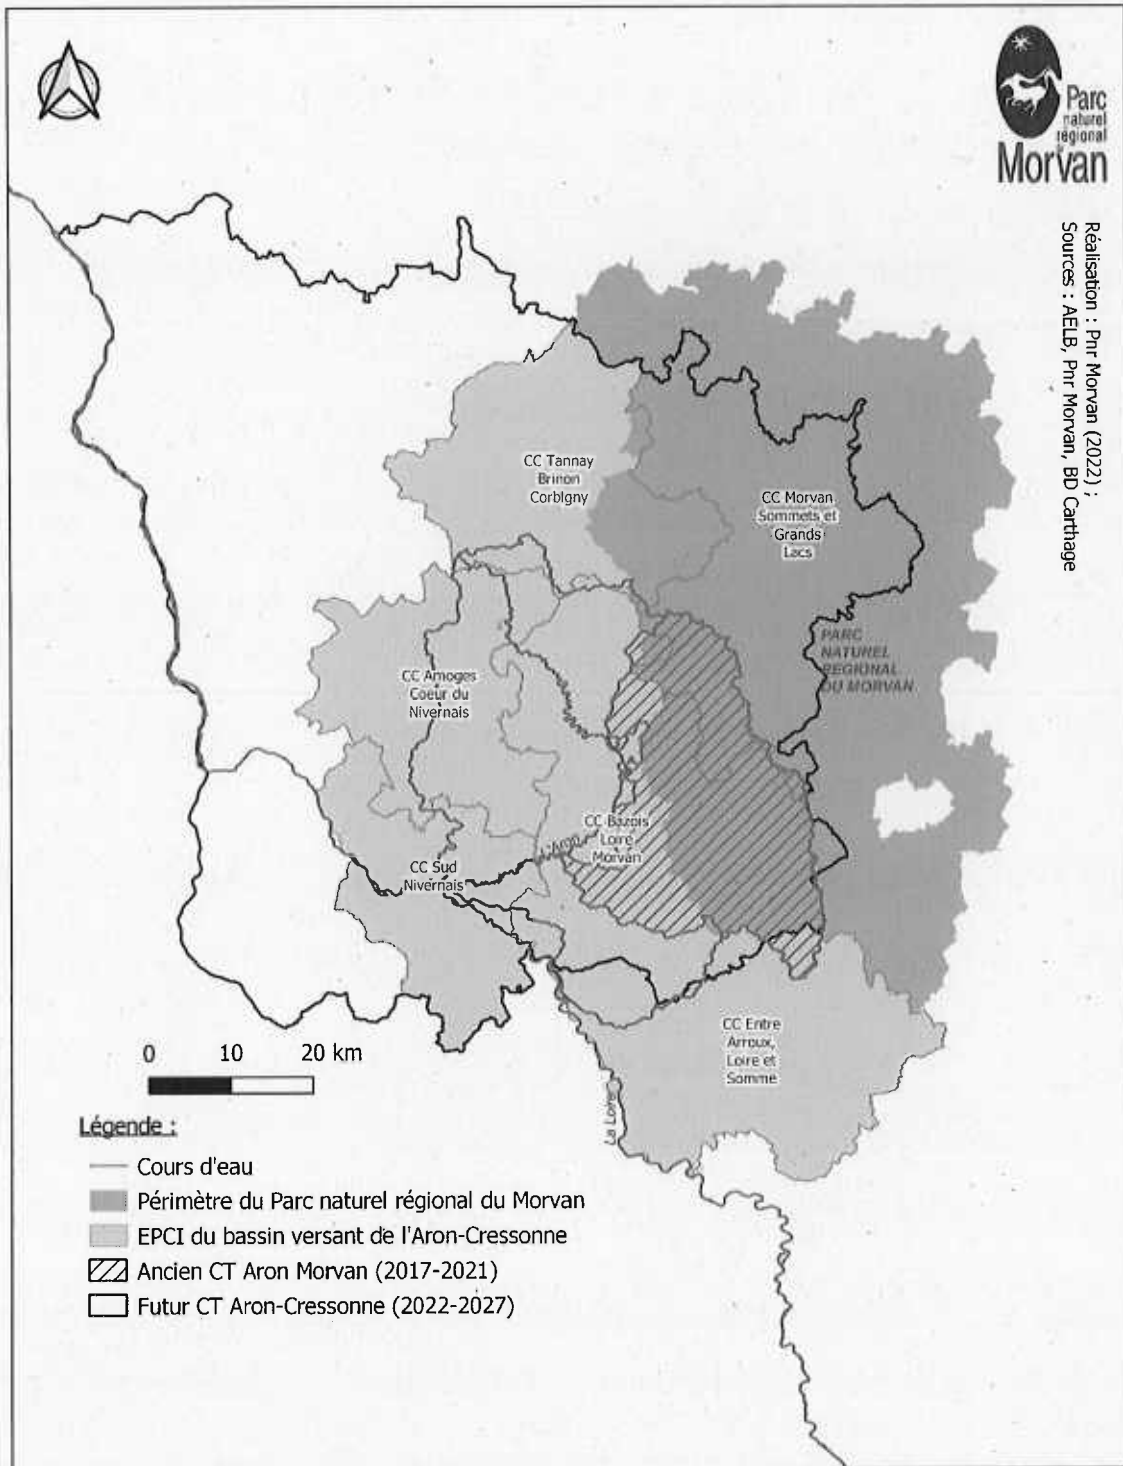 Parc
naturel
régional
du
Morvan
Réalisation : Pnr Morvan (2022) ;
Sources : AELB, Pnr Morvan, BD Carthage
CC Tannay
Brinon
Corbigny
CC Morvan
Sommets et
Grands
Lacs
PARC
NATUREL
REGIONAL
DU MORVAN
CC Amoges
Coeur du
Nivernais
CC Bazois
Loire
Morvan
L'Aron
CC Sud
Nivernais
CC Entre
Arroux,
Loire et
Somme
La Loire
0 10 20 km
Légende :
Cours d'eau
Périmètre du Parc naturel régional du Morvan
EPCI du bassin versant de l'Aron-Cressonne
Ancien CT Aron Morvan (2017-2021)
Futur CT Aron-Cressonne (2022-2027)